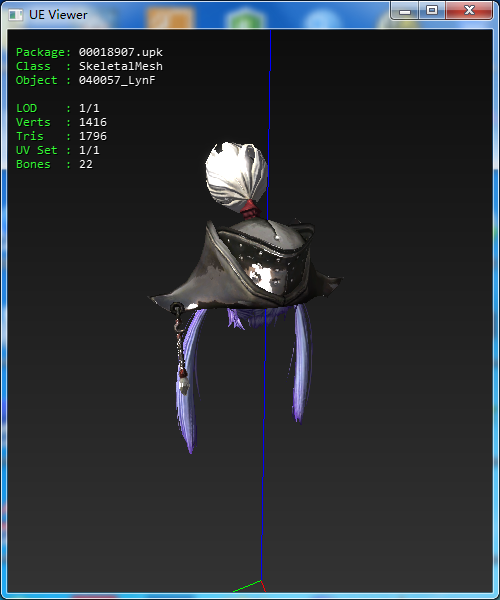 UE Viewer
Package: 00018907.upk
Class : SkeletalMesh
Object : 040057_LynF
LOD : 1/1
Verts : 1416
Tris : 1796
UV Set : 1/1
Bones : 22